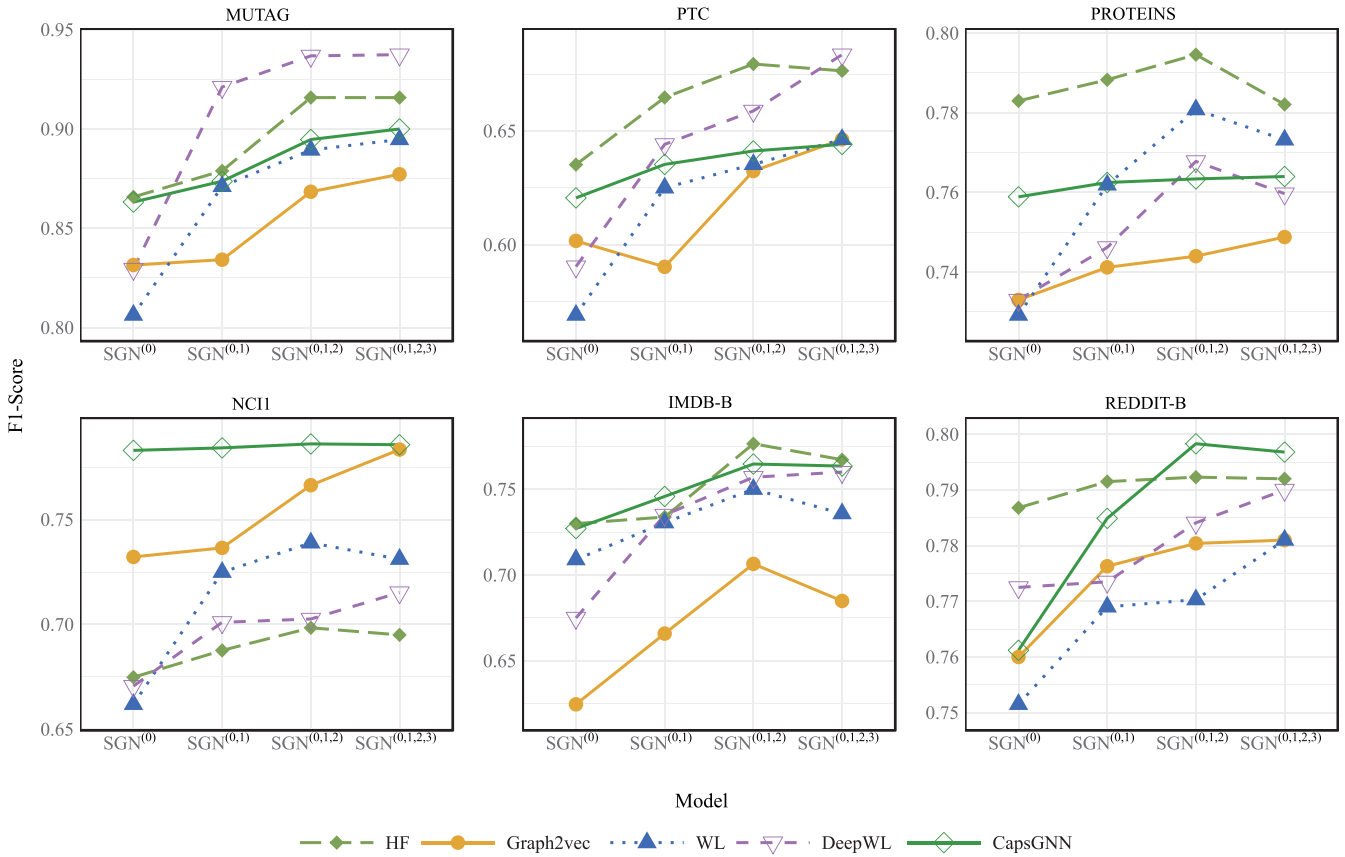 MUTAG
PTC
PROTEINS
0.95
0.90
0.85
0.80
0.65
0.60
0.80
0.78
0.76
0.74
SGN(0) SGN(0,1) SGN(0,1,2) SGN(0,1,2,3)
SGN(0) SGN(0,1) SGN(0,1,2) SGN(0,1,2,3)
SGN(0) SGN(0,1) SGN(0,1,2) SGN(0,1,2,3)
F1-Score
NCI1
IMDB-B
REDDIT-B
0.75
0.70
0.65
0.75
0.70
0.65
0.80
0.79
0.78
0.77
0.76
0.75
SGN(0) SGN(0,1) SGN(0,1,2) SGN(0,1,2,3)
SGN(0) SGN(0,1) SGN(0,1,2) SGN(0,1,2,3)
SGN(0) SGN(0,1) SGN(0,1,2) SGN(0,1,2,3)
Model
HF Graph2vec WL DeepWL CapsGNN